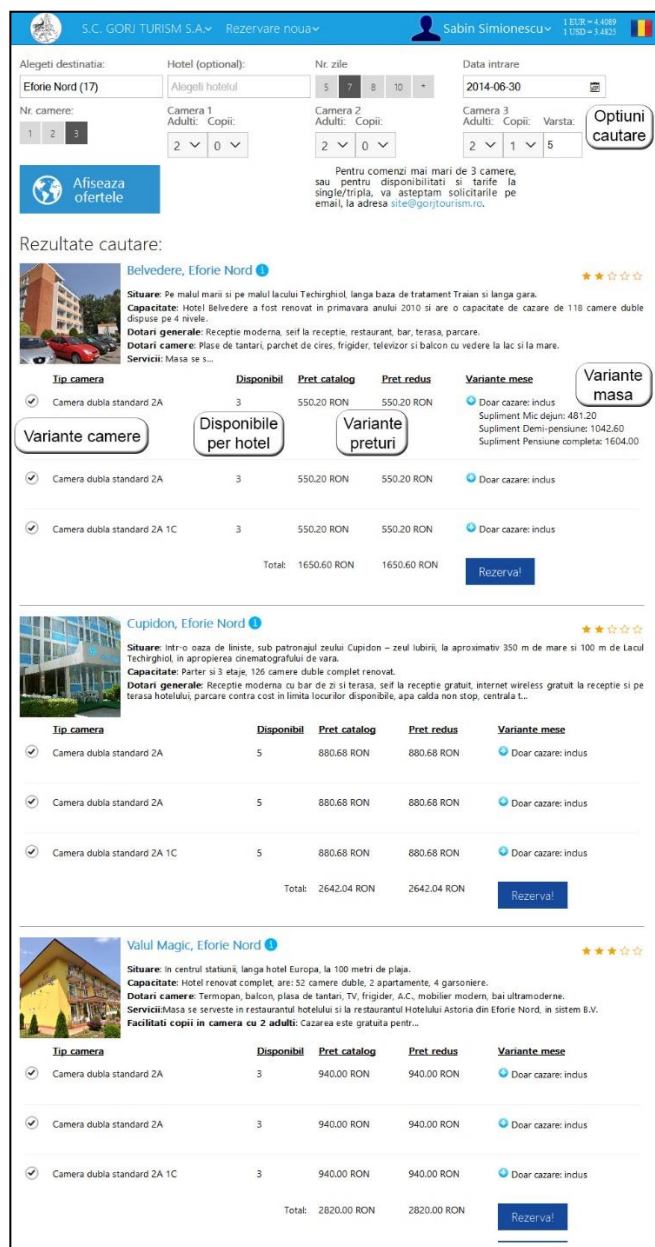 S.C. GORJ TURISM S.A. Rezervare noua Sabin Simionescu 1 EUR = 4.4089
1 USD = 3.4825
Alegeti destinatia: Hotel (optional): Nr. zile Data intrare
Eforie Nord (17) Alegeti hotelul 5 7 8 10 + 2014-06-30
Nr. camere: Camera 1 Camera 2 Camera 3
Adulti: Copii: Adulti: Copii: Adulti: Copii: Varsta:
1 2 3 2 0 2 0 2 1 5
Optiuni
cautare
Afiseaza
ofertele
Pentru comenzi mai mari de 3 camere,
sau pentru disponibilitati si tarife la
single/tripla, va asteptam solicitarile pe
email, la adresa site@gorjtourism.ro.
Rezultate cautare:
Belvedere, Eforie Nord
Situare: Pe malul marii si pe malul lacului Techirghiol, langa baza de tratament Traian si langa gara.
Capacitate: Hotel Belvedere a fost renovat in primavara anului 2010 si are o capacitate de cazare de 118 camere duble
dispuse pe 4 nivele.
Dotari generale: Receptie moderna, seif la receptie, restaurant, bar, terasa, parcare.
Dotari camere: Plase de tantari, parchet de cires, frigider, televizor si balcon cu vedere la lac si la mare.
Servicii: Masa se s...
Tip camera Disponibil Pret catalog Pret redus Variante mese
Camera dubla standard 2A 3 550.20 RON 550.20 RON Doar cazare: inclus
Supliment Mic dejun: 481.20
Supliment Demi-pensiune: 1042.60
Supliment Pensiune completa: 1604.00
Variante
masa
Variante camere
Disponibile
per hotel
Variante
preturi
Camera dubla standard 2A 3 550.20 RON 550.20 RON Doar cazare: inclus
Camera dubla standard 2A 1C 3 550.20 RON 550.20 RON Doar cazare: inclus
Total: 1650.60 RON 1650.60 RON Rezerva!
Cupidon, Eforie Nord
Situare: Intr-o oaza de liniste, sub patronajul zeului Cupidon – zeul Iubirii, la aproximativ 350 m de mare si 100 m de Lacul
Techirghiol, in apropierea cinematografului de vara.
Capacitate: Parter si 3 etaje, 126 camere duble complet renovat.
Dotari generale: Receptie moderna cu bar de zi si terasa, seif la receptie gratuit, internet wireless gratuit la receptie si pe
terasa hotelului, parcare contra cost in limita locurilor disponibile, apa calda non stop, centrala t...
Tip camera Disponibil Pret catalog Pret redus Variante mese
Camera dubla standard 2A 5 880.68 RON 880.68 RON Doar cazare: inclus
Camera dubla standard 2A 5 880.68 RON 880.68 RON Doar cazare: inclus
Camera dubla standard 2A 1C 5 880.68 RON 880.68 RON Doar cazare: inclus
Total: 2642.04 RON 2642.04 RON Rezerva!
Valul Magic, Eforie Nord
Situare: In centrul statiunii, langa hotel Europa, la 100 metri de plaja.
Capacitate: Hotel renovat complet, are: 52 camere duble, 2 apartamente, 4 garsoniere.
Dotari camere: Termopan, balcon, plasa de tantari, TV, frigider, A.C., mobilier modern, bai ultramoderne.
Servicii:Masa se serveste in restaurantul hotelului si la restaurantul Hotelului Astoria din Eforie Nord, in sistem B.V.
Facilitati copii in camera cu 2 adulti: Cazarea este gratuita pentr...
Tip camera Disponibil Pret catalog Pret redus Variante mese
Camera dubla standard 2A 3 940.00 RON 940.00 RON Doar cazare: inclus
Camera dubla standard 2A 3 940.00 RON 940.00 RON Doar cazare: inclus
Camera dubla standard 2A 1C 3 940.00 RON 940.00 RON Doar cazare: inclus
Total: 2820.00 RON 2820.00 RON Rezerva!